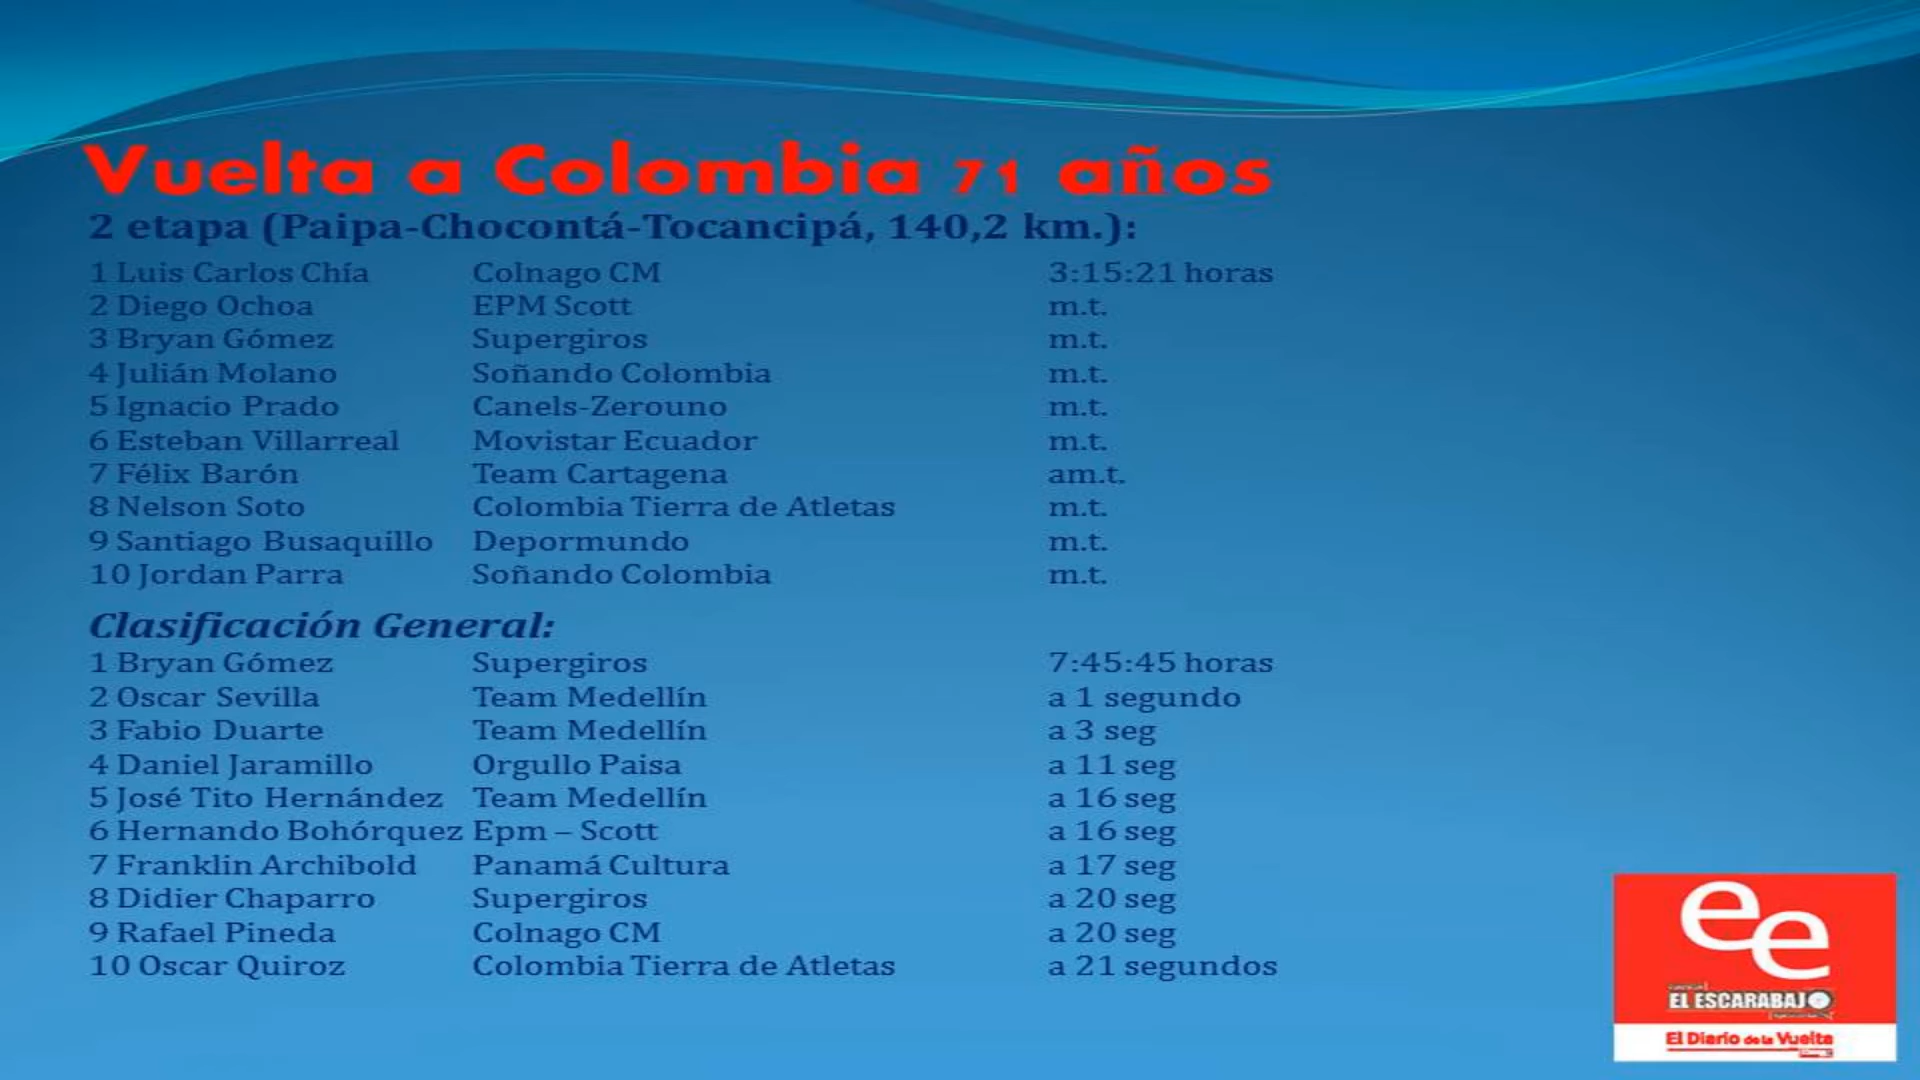 Vuelta a Colombia 71 años
2 etapa (Paipa-Chocontá-Tocancipá, 140,2 km.):
1 Luis Carlos Chía Colnago CM 3:15:21 horas
2 Diego Ochoa EPM Scott m.t.
3 Bryan Gómez Supergiros m.t.
4 Julián Molano Soñando Colombia m.t.
5 Ignacio Prado Canels-Zerouno m.t.
6 Esteban Villarreal Movistar Ecuador m.t.
7 Félix Barón Team Cartagena am.t.
8 Nelson Soto Colombia Tierra de Atletas m.t.
9 Santiago Busaquillo Depormundo m.t.
10 Jordan Parra Soñando Colombia m.t.
Clasificación General:
1 Bryan Gómez Supergiros 7:45:45 horas
2 Oscar Sevilla Team Medellín a 1 segundo
3 Fabio Duarte Team Medellín a 3 seg
4 Daniel Jaramillo Orgullo Paisa a 11 seg
5 José Tito Hernández Team Medellín a 16 seg
6 Hernando Bohórquez Epm – Scott a 16 seg
7 Franklin Archibold Panamá Cultura a 17 seg
8 Didier Chaparro Supergiros a 20 seg
9 Rafael Pineda Colnago CM a 20 seg
10 Oscar Quiroz Colombia Tierra de Atletas a 21 segundos
ee
EL ESCARABAJO
El Diario de la Vuelta